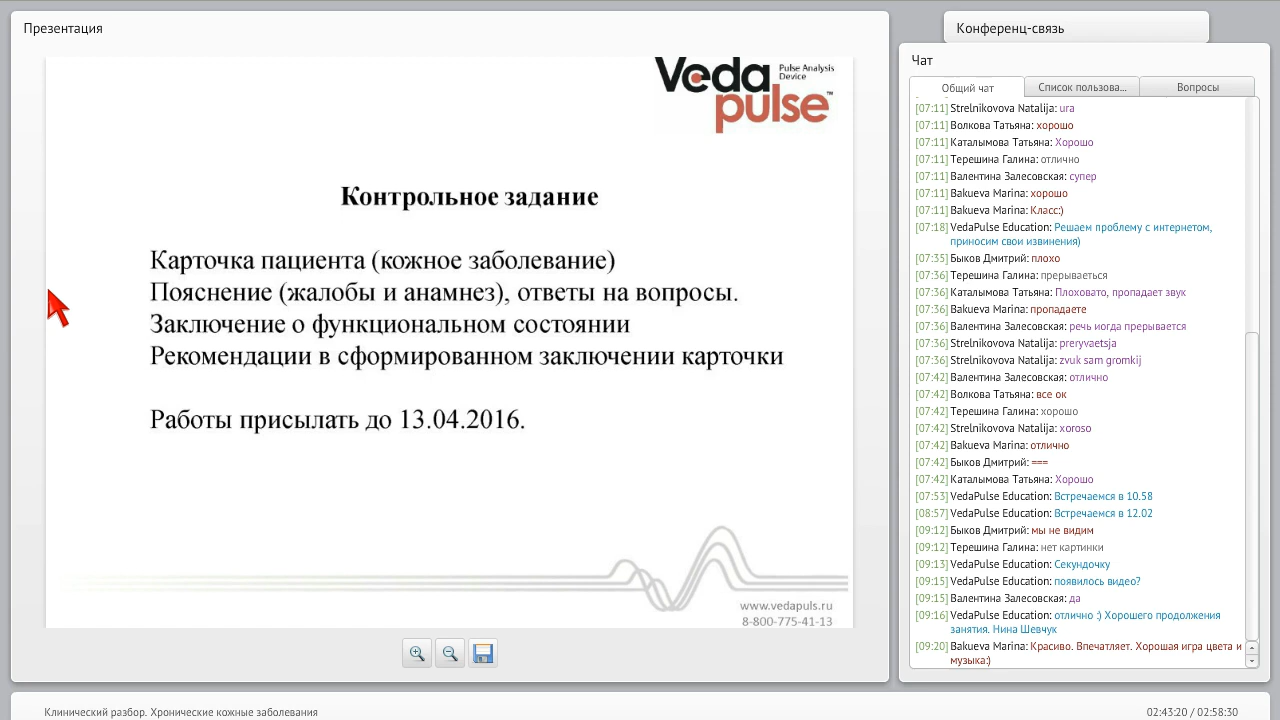 Презентация
Veda
pulse™
Pulse Analysis
Device
Контрольное задание
Карточка пациента (кожное заболевание)
Пояснение (жалобы и анамнез), ответы на вопросы.
Заключение о функциональном состоянии
Рекомендации в сформированном заключении карточки
Работы присылать до 13.04.2016.
www.vedapuls.ru
8-800-775-41-13
Конференц-связь
Чат
Общий чат
Список пользова...
Вопросы
[07:11] Strelnikovova Natalija: ura
[07:11] Волкова Татьяна: хорошо
[07:11] Каталымова Татьяна: Хорошо
[07:11] Терешина Галина: отлично
[07:11] Валентина Залесовская: супер
[07:11] Bakueva Marina: хорошо
[07:11] Bakueva Marina: Класс:)
[07:18] VedaPulse Education: Решаем проблему с интернетом,
приносим свои извинения)
[07:35] Быков Дмитрий: плохо
[07:36] Терешина Галина: прерываеться
[07:36] Каталымова Татьяна: Плоховато, пропадает звук
[07:36] Bakueva Marina: пропадаете
[07:36] Валентина Залесовская: речь иогда прерывается
[07:36] Strelnikovova Natalija: preryvaetsja
[07:36] Strelnikovova Natalija: zvuk sam gromkij
[07:42] Валентина Залесовская: отлично
[07:42] Волкова Татьяна: все ок
[07:42] Терешина Галина: хорошо
[07:42] Strelnikovova Natalija: xoroso
[07:42] Bakueva Marina: отлично
[07:42] Быков Дмитрий: ===
[07:42] Каталымова Татьяна: Хорошо
[07:53] VedaPulse Education: Встречаемся в 10.58
[08:57] VedaPulse Education: Встречаемся в 12.02
[09:12] Быков Дмитрий: мы не видим
[09:12] Терешина Галина: нет картинки
[09:13] VedaPulse Education: Секундочку
[09:15] VedaPulse Education: появилось видео?
[09:15] Валентина Залесовская: да
[09:16] VedaPulse Education: отлично :) Хорошего продолжения
занятия. Нина Шевчук
[09:20] Bakueva Marina: Красиво. Впечатляет. Хорошая игра цвета и
музыка:)
Клинический разбор. Хронические кожные заболевания
02:43:20 / 02:58:30